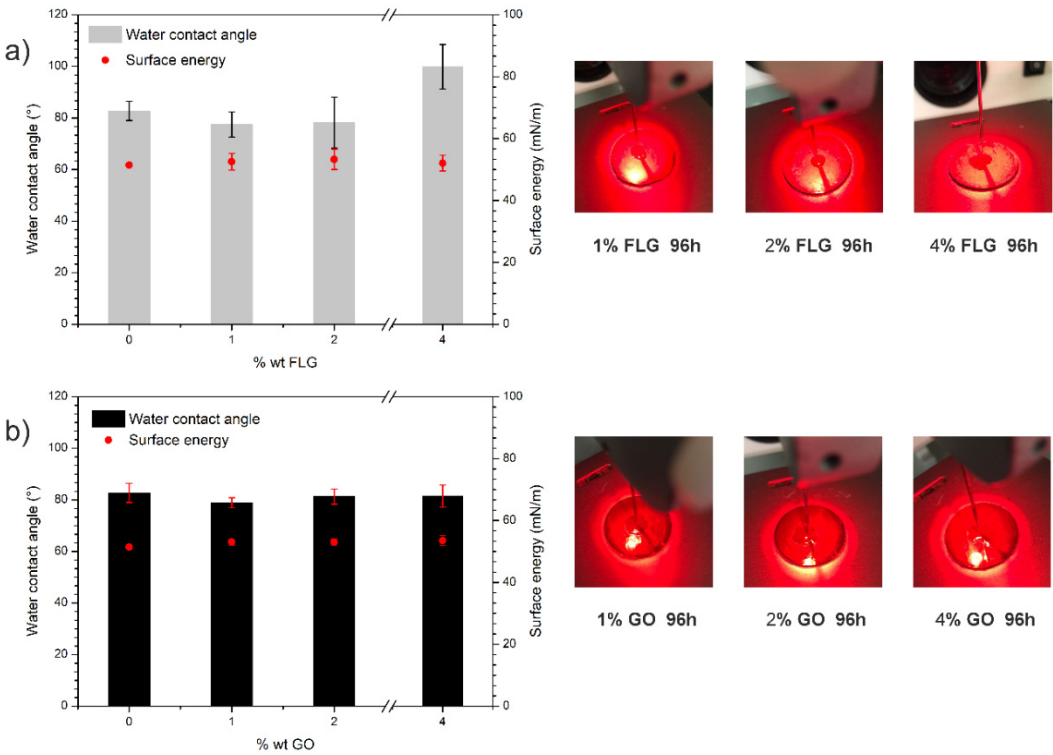 a)
Water contact angle
Surface energy
Water contact angle (°)
120
100
80
60
40
20
0
Surface energy (mN/m)
100
80
60
40
20
0
0 1 2 4
% wt FLG
1% FLG 96h 2% FLG 96h 4% FLG 96h
b)
Water contact angle
Surface energy
Water contact angle (°)
120
100
80
60
40
20
0
Surface energy (mN/m)
100
80
60
40
20
0
0 1 2 4
% wt GO
1% GO 96h 2% GO 96h 4% GO 96h